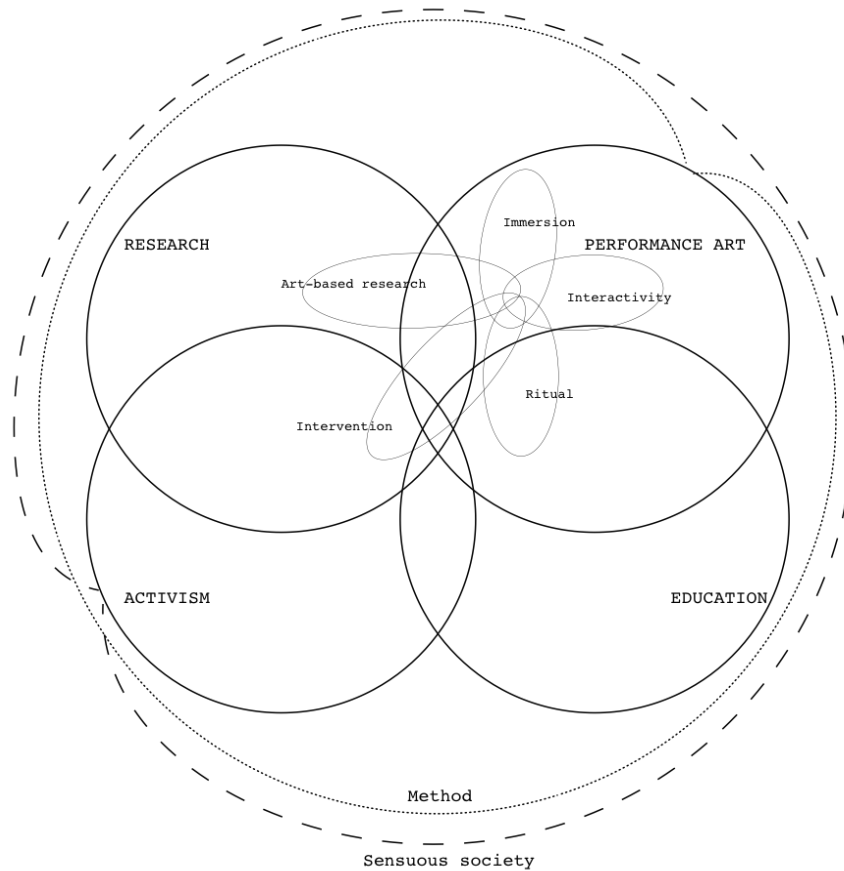 Immersion
RESEARCH
PERFORMANCE ART
Art-based research
Interactivity
Ritual
Intervention
ACTIVISM
EDUCATION
Method
Sensuous society